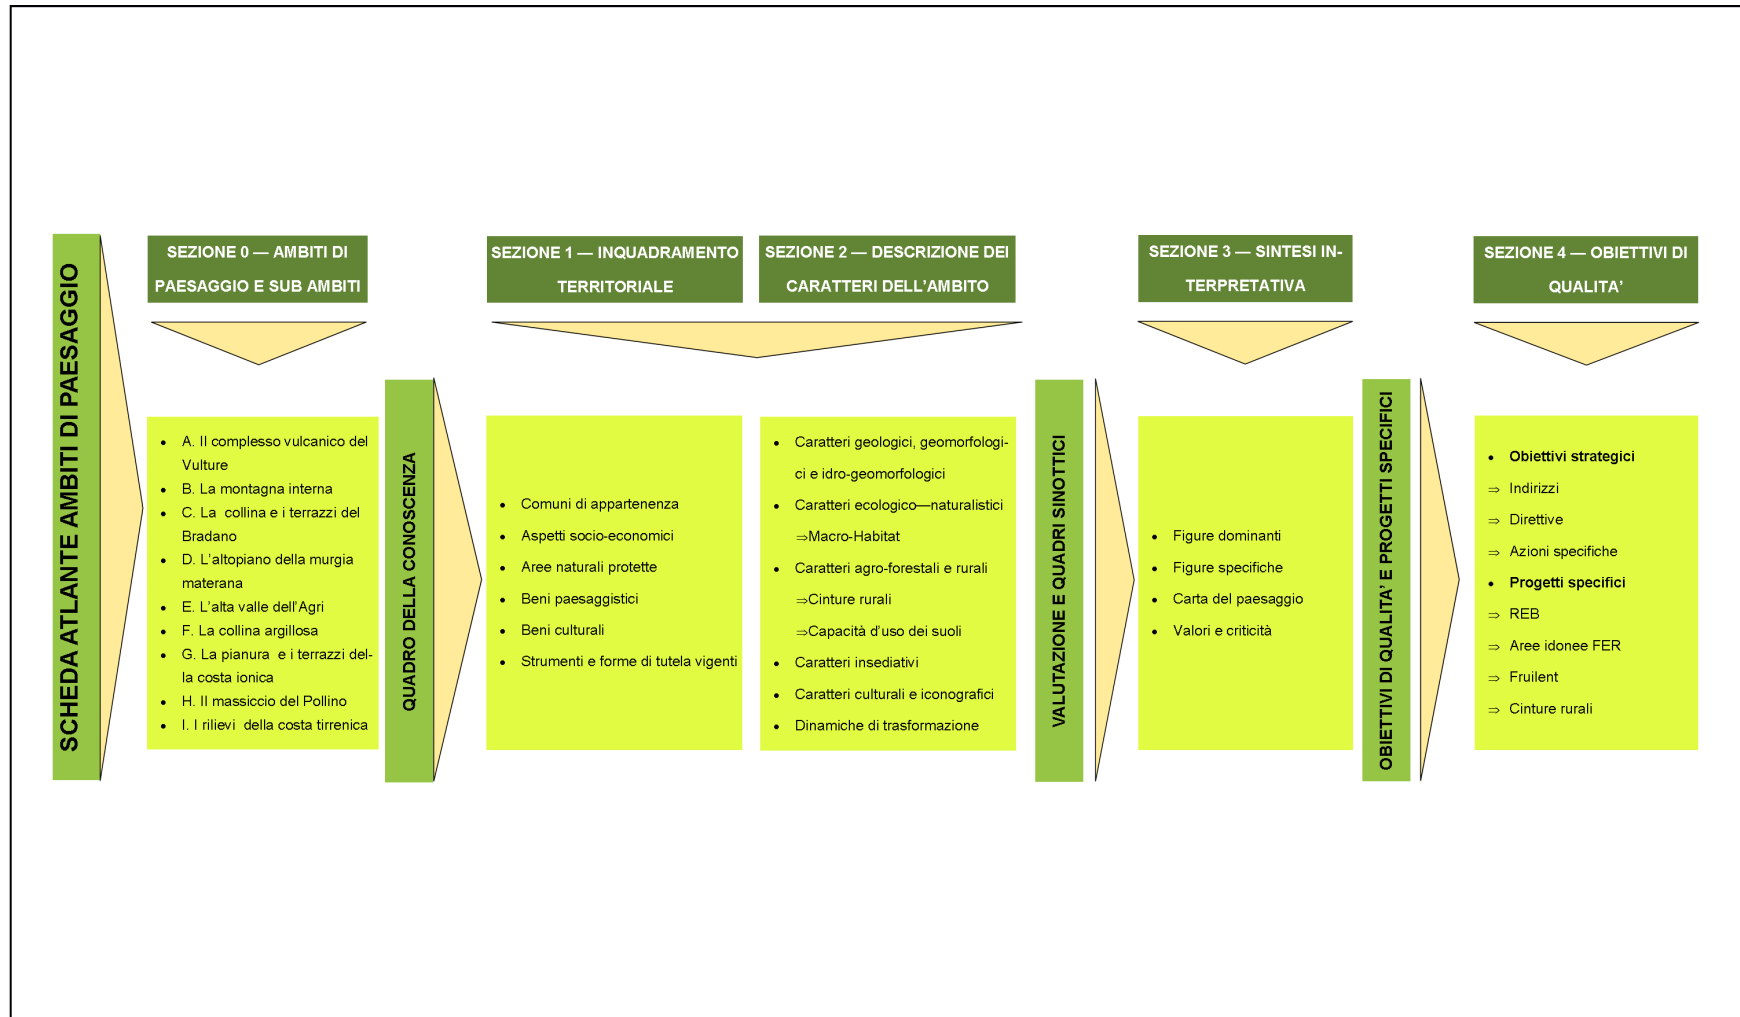 SCHEDA ATLANTE AMBITI DI PAESAGGIO
SEZIONE 0 — AMBITI DI
PAESAGGIO E SUB AMBITI
• A. Il complesso vulcanico del
Vulture
• B. La montagna interna
• C. La collina e i terrazzi del
Bradano
• D. L'altopiano della murgia
materana
• E. L'alta valle dell'Agri
• F. La collina argillosa
• G. La pianura e i terrazzi del-
la costa ionica
• H. Il massiccio del Pollino
• I. I rilievi della costa tirrenica
QUADRO DELLA CONOSCENZA
SEZIONE 1 — INQUADRAMENTO
TERRITORIALE
• Comuni di appartenenza
• Aspetti socio-economici
• Aree naturali protette
• Beni paesaggistici
• Beni culturali
• Strumenti e forme di tutela vigenti
SEZIONE 2 — DESCRIZIONE DEI
CARATTERI DELL'AMBITO
• Caratteri geologici, geomorfologi-
ci e idro-geomorfologici
• Caratteri ecologico—naturalistici
⇒Macro-Habitat
• Caratteri agro-forestali e rurali
⇒Cinture rurali
⇒Capacità d'uso dei suoli
• Caratteri insediativi
• Caratteri culturali e iconografici
• Dinamiche di trasformazione
VALUTAZIONE E QUADRI SINOTTICI
SEZIONE 3 — SINTESI IN-
TERPRETATIVA
• Figure dominanti
• Figure specifiche
• Carta del paesaggio
• Valori e criticità
OBIETTIVI DI QUALITA' E PROGETTI SPECIFICI
SEZIONE 4 — OBIETTIVI DI
QUALITA'
• Obiettivi strategici
⇒ Indirizzi
⇒ Direttive
⇒ Azioni specifiche
• Progetti specifici
⇒ REB
⇒ Aree idonee FER
⇒ Fruilent
⇒ Cinture rurali